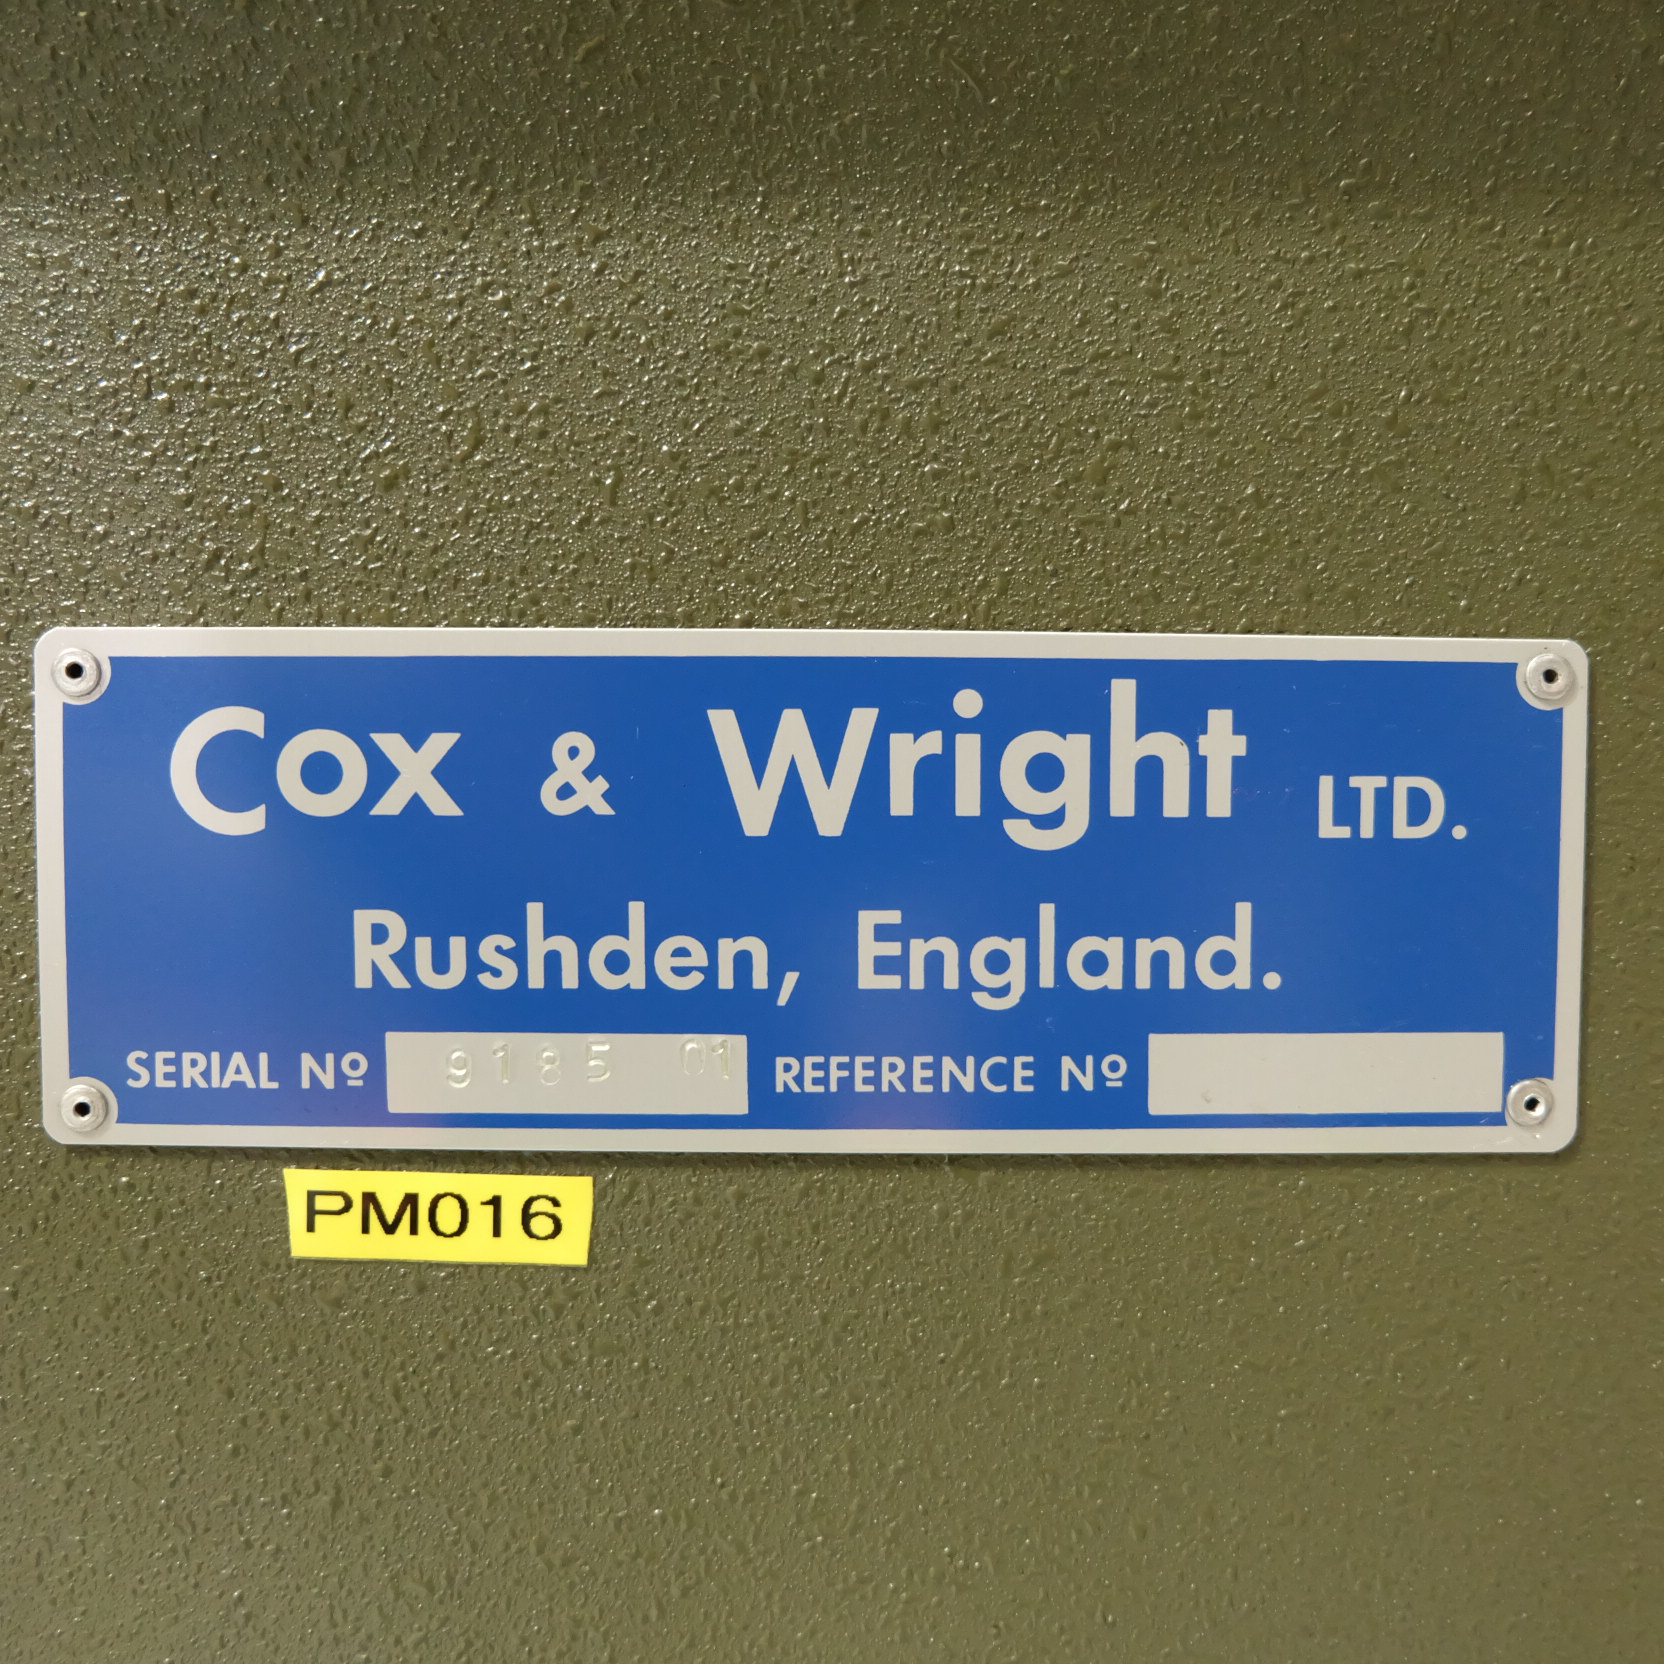 Cox & Wright LTD.
Rushden, England.
SERIAL Nº 9185 01 REFERENCE Nº
PM016